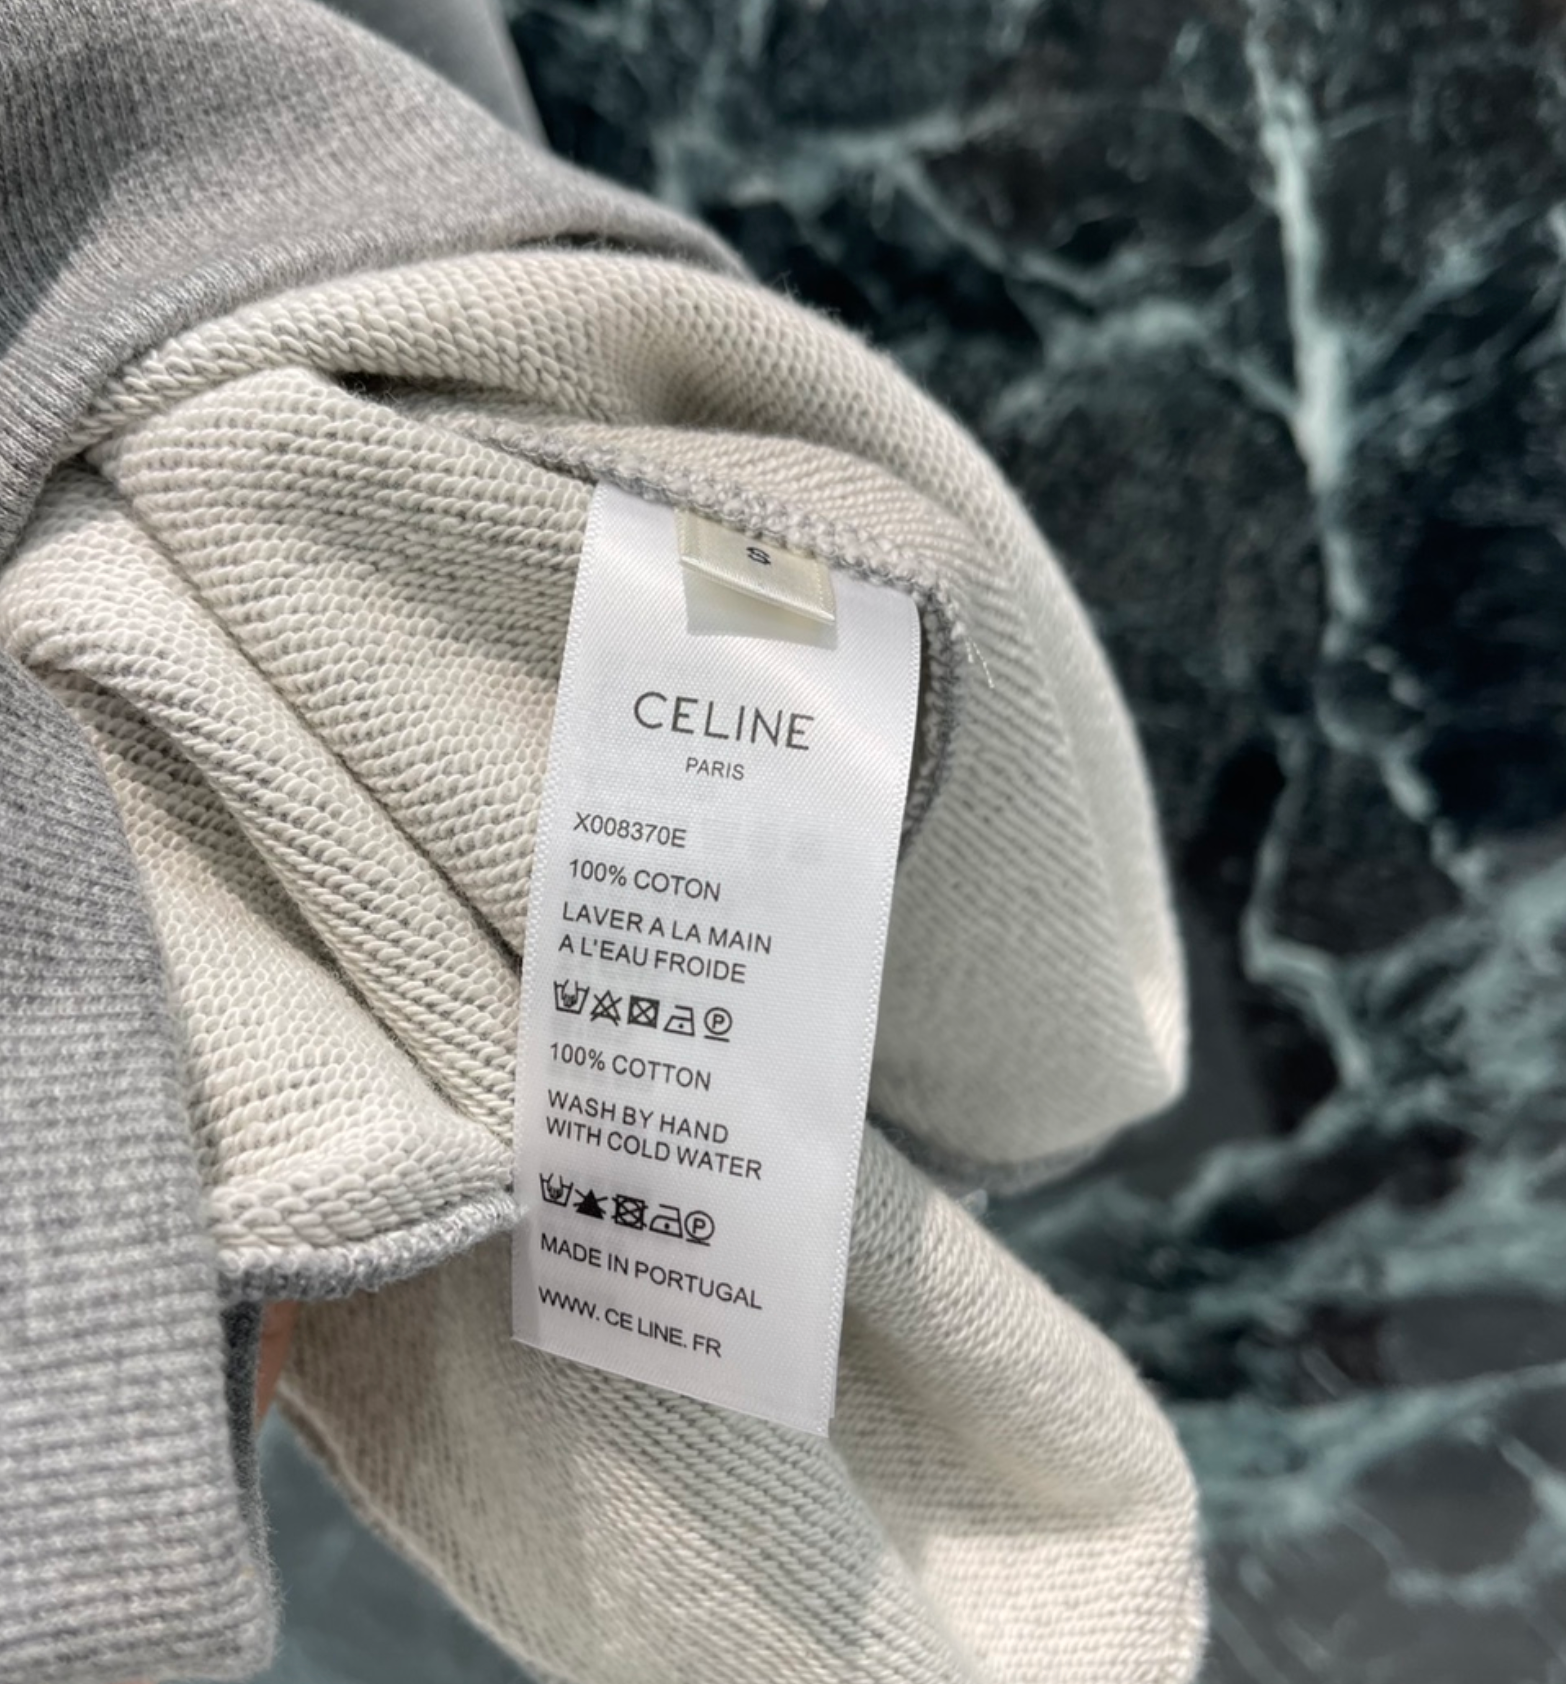 S
CELINE
PARIS
X008370E
100% COTON
LAVER A LA MAIN
A L'EAU FROIDE
P
100% COTTON
WASH BY HAND
WITH COLD WATER
P
MADE IN PORTUGAL
WWW. CE LINE. FR